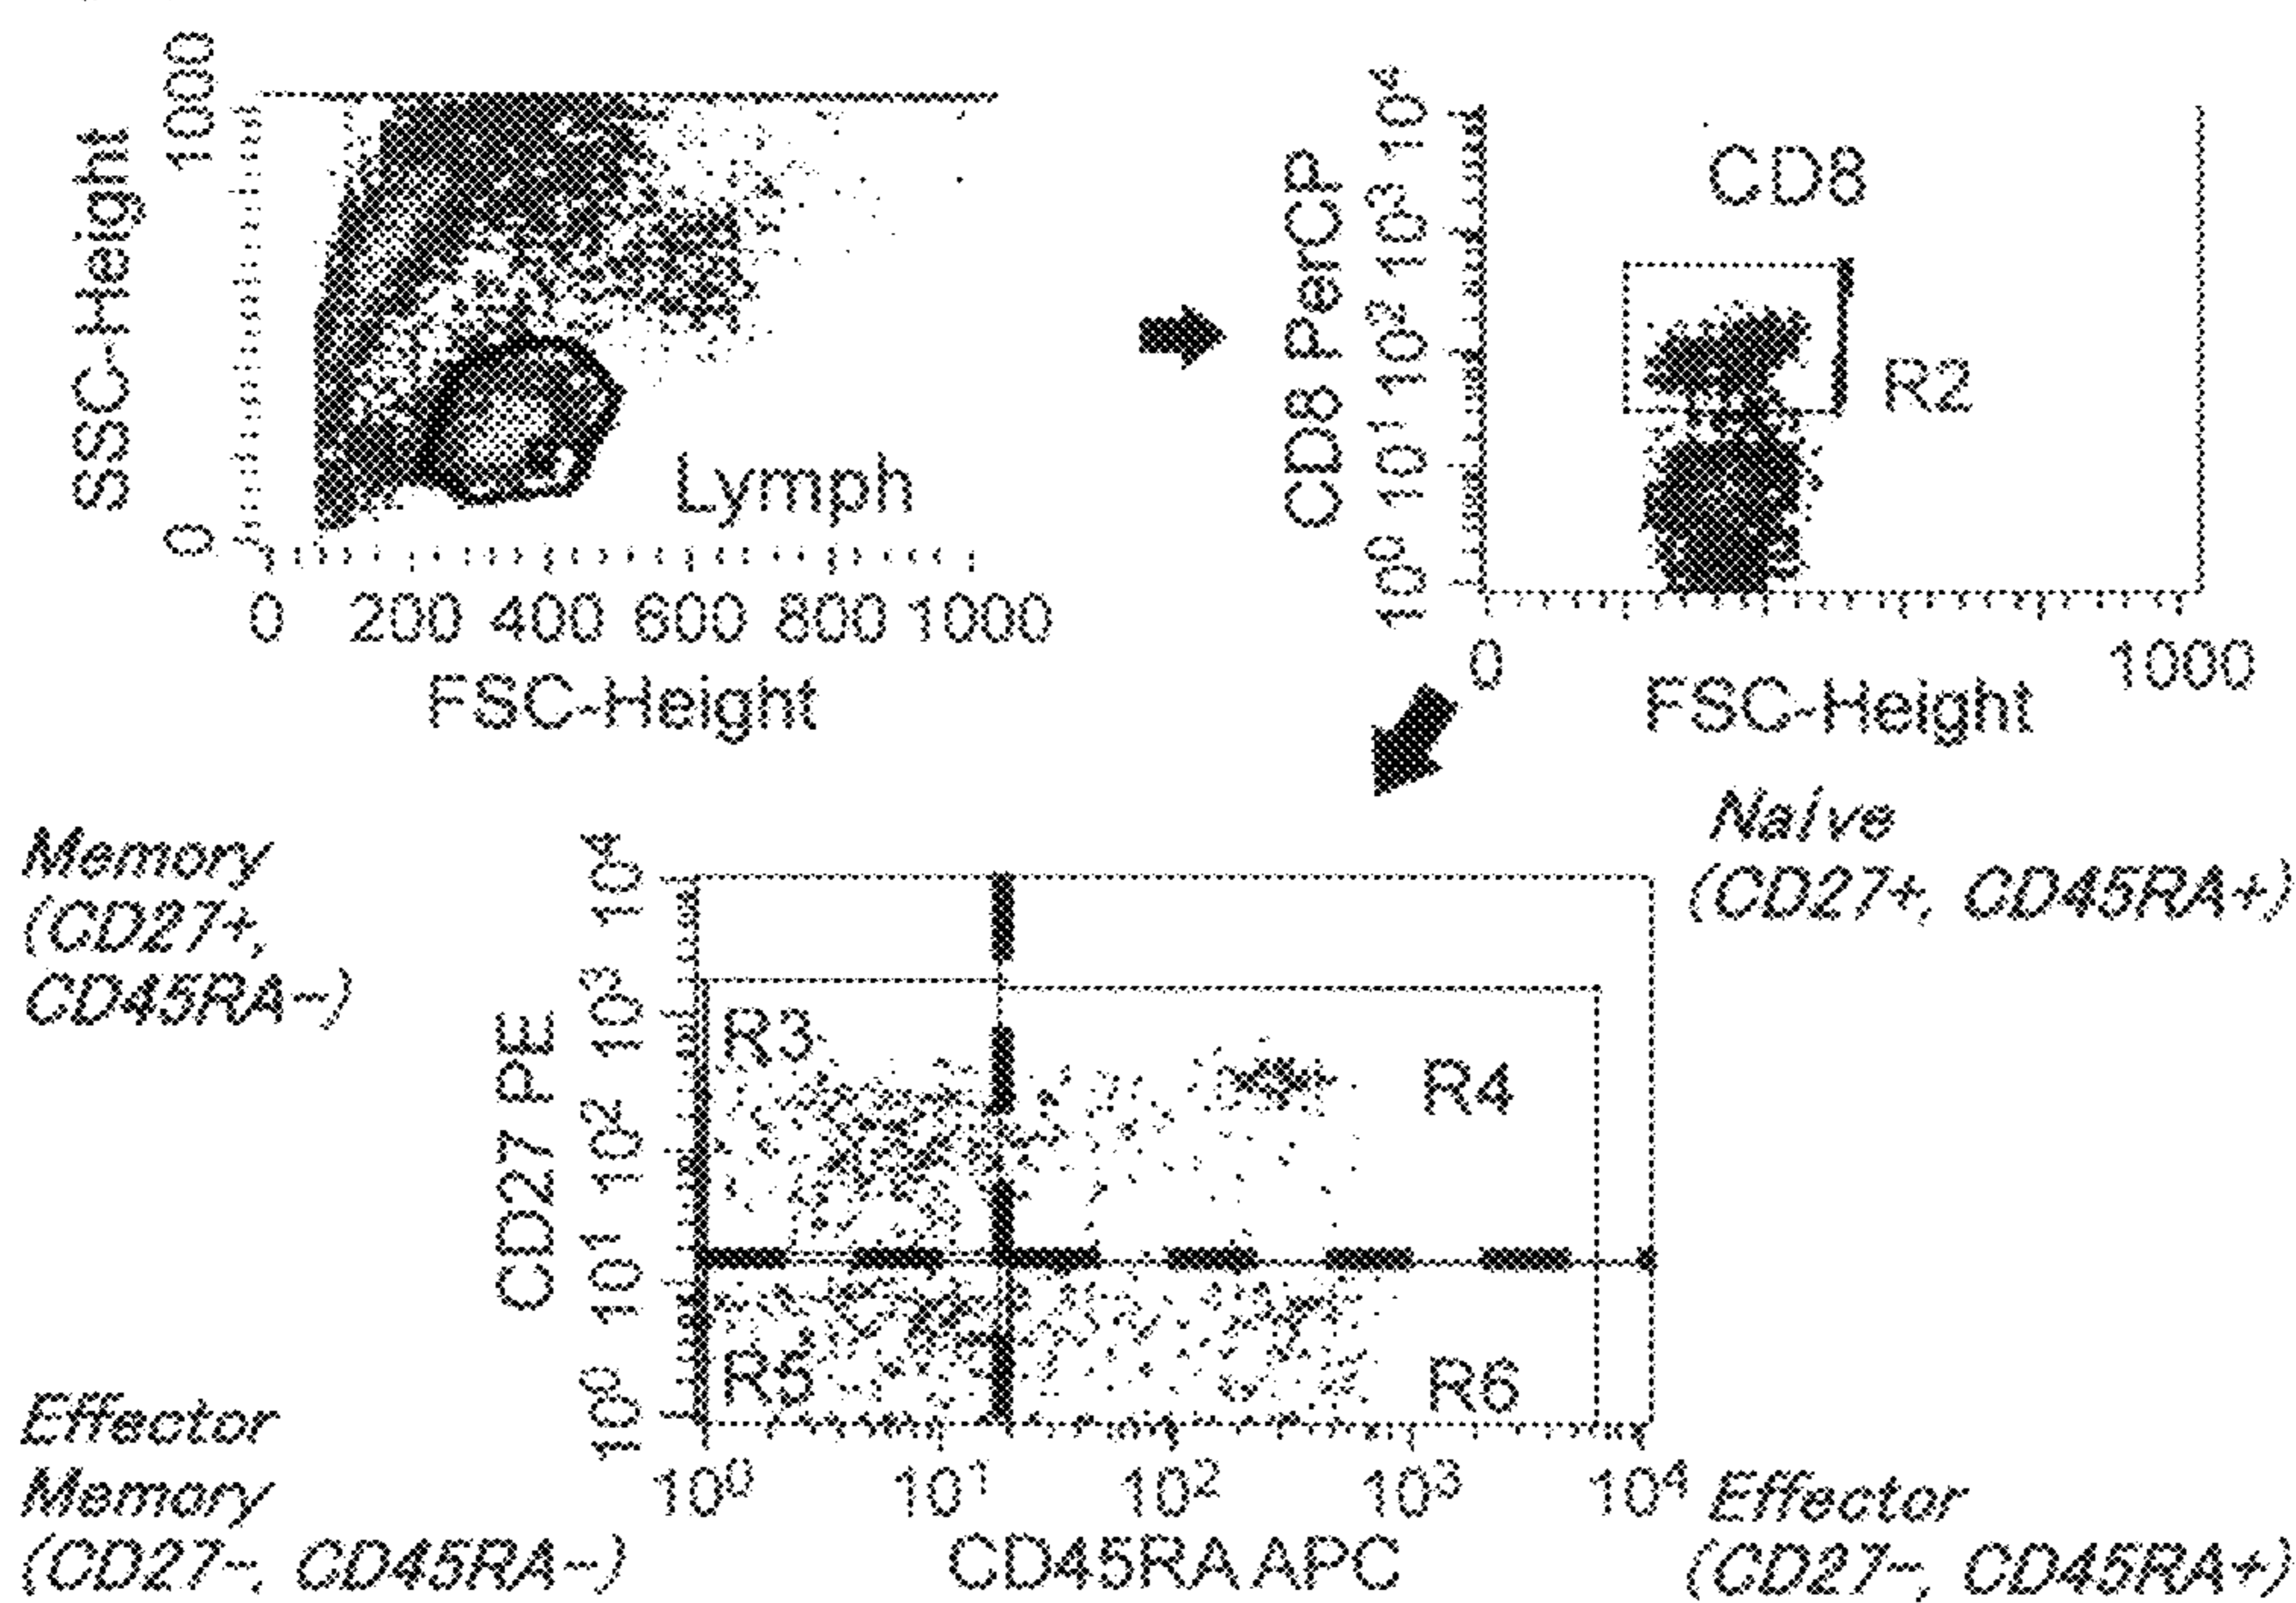 SSC-Height
1000
0
Lymph
0 200 400 600 800 1000
FSC-Height
CD8 PerCP
10⁰ 10¹ 10² 10³ 10⁴
CD8
R2
0 1000
FSC-Height
Memory
(CD27+,
CD45RA−)
Naïve
(CD27+, CD45RA+)
CD27 PE
10⁰ 10¹ 10² 10³ 10⁴
R3
R4
R5
R6
10⁰ 10¹ 10² 10³ 10⁴
CD45RA APC
Effector
Memory
(CD27−, CD45RA−)
Effector
(CD27−, CD45RA+)